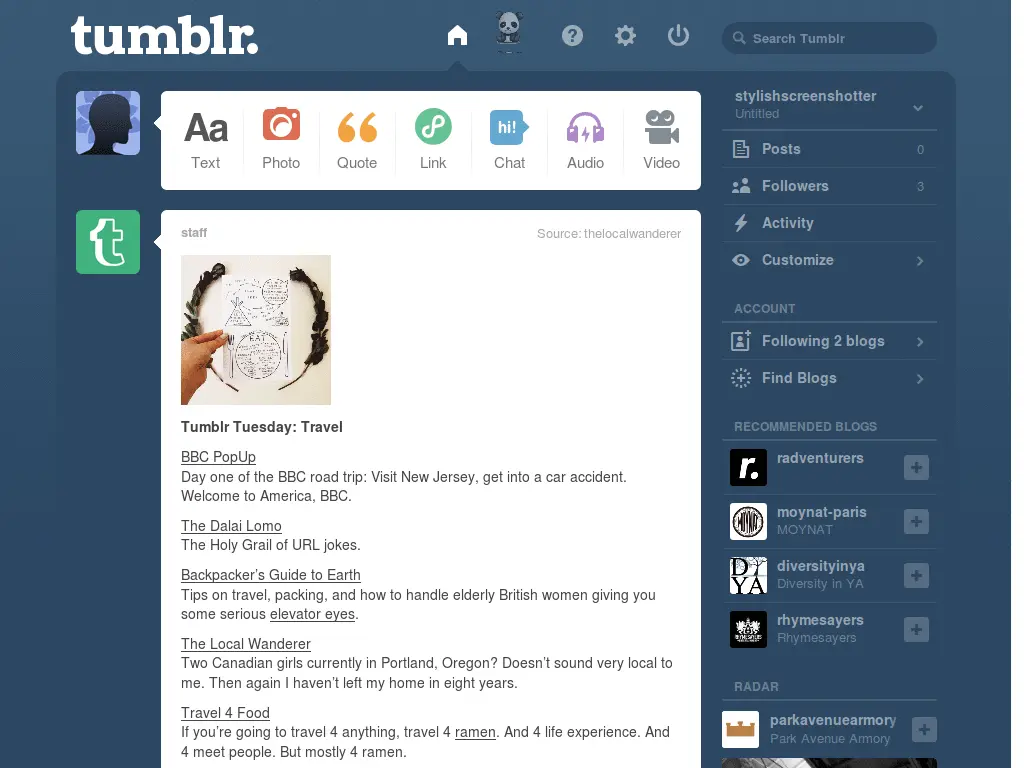 tumblr.
Search Tumblr
Aa
hi!
Text
Photo
Quote
Link
Chat
Audio
Video
staff
Source: thelocalwanderer
EAT
Tumblr Tuesday: Travel
BBC PopUp
Day one of the BBC road trip: Visit New Jersey, get into a car accident.
Welcome to America, BBC.
The Dalai Lomo
The Holy Grail of URL jokes.
Backpacker’s Guide to Earth
Tips on travel, packing, and how to handle elderly British women giving you
some serious elevator eyes.
The Local Wanderer
Two Canadian girls currently in Portland, Oregon? Doesn’t sound very local to
me. Then again I haven’t left my home in eight years.
Travel 4 Food
If you’re going to travel 4 anything, travel 4 ramen. And 4 life experience. And
4 meet people. But mostly 4 ramen.
stylishscreenshotter
Untitled
Posts 0
Followers 3
Activity
Customize
ACCOUNT
Following 2 blogs
Find Blogs
RECOMMENDED BLOGS
r.
radventurers
MOYNAT
moynat-paris
MOYNAT
DIYA
diversityinya
Diversity in YA
RHYMESAYERS
rhymesayers
Rhymesayers
RADAR
parkavenuearmory
Park Avenue Armory